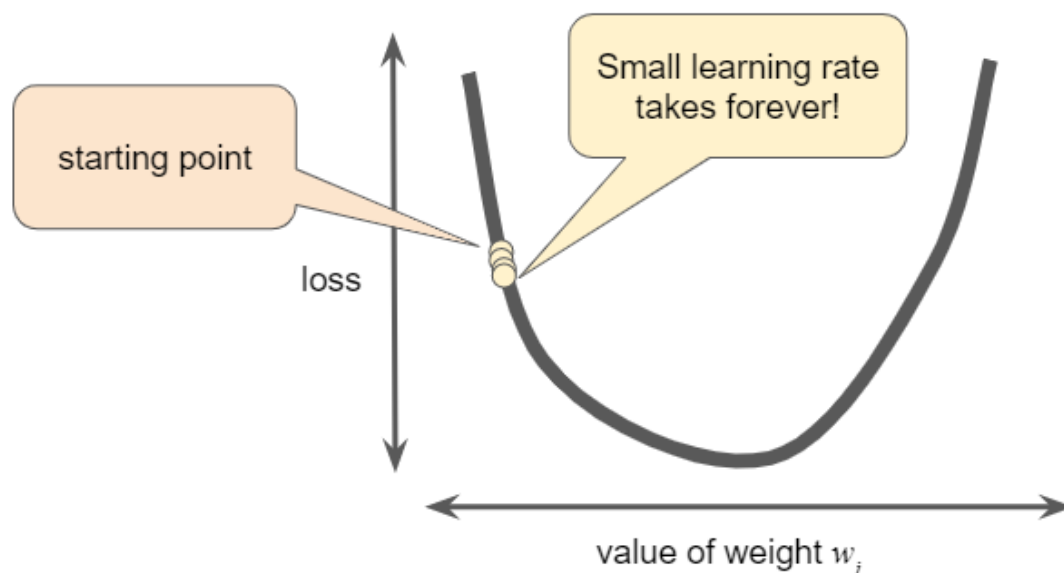 Small learning rate
takes forever!
starting point
loss
value of weight wᵢ